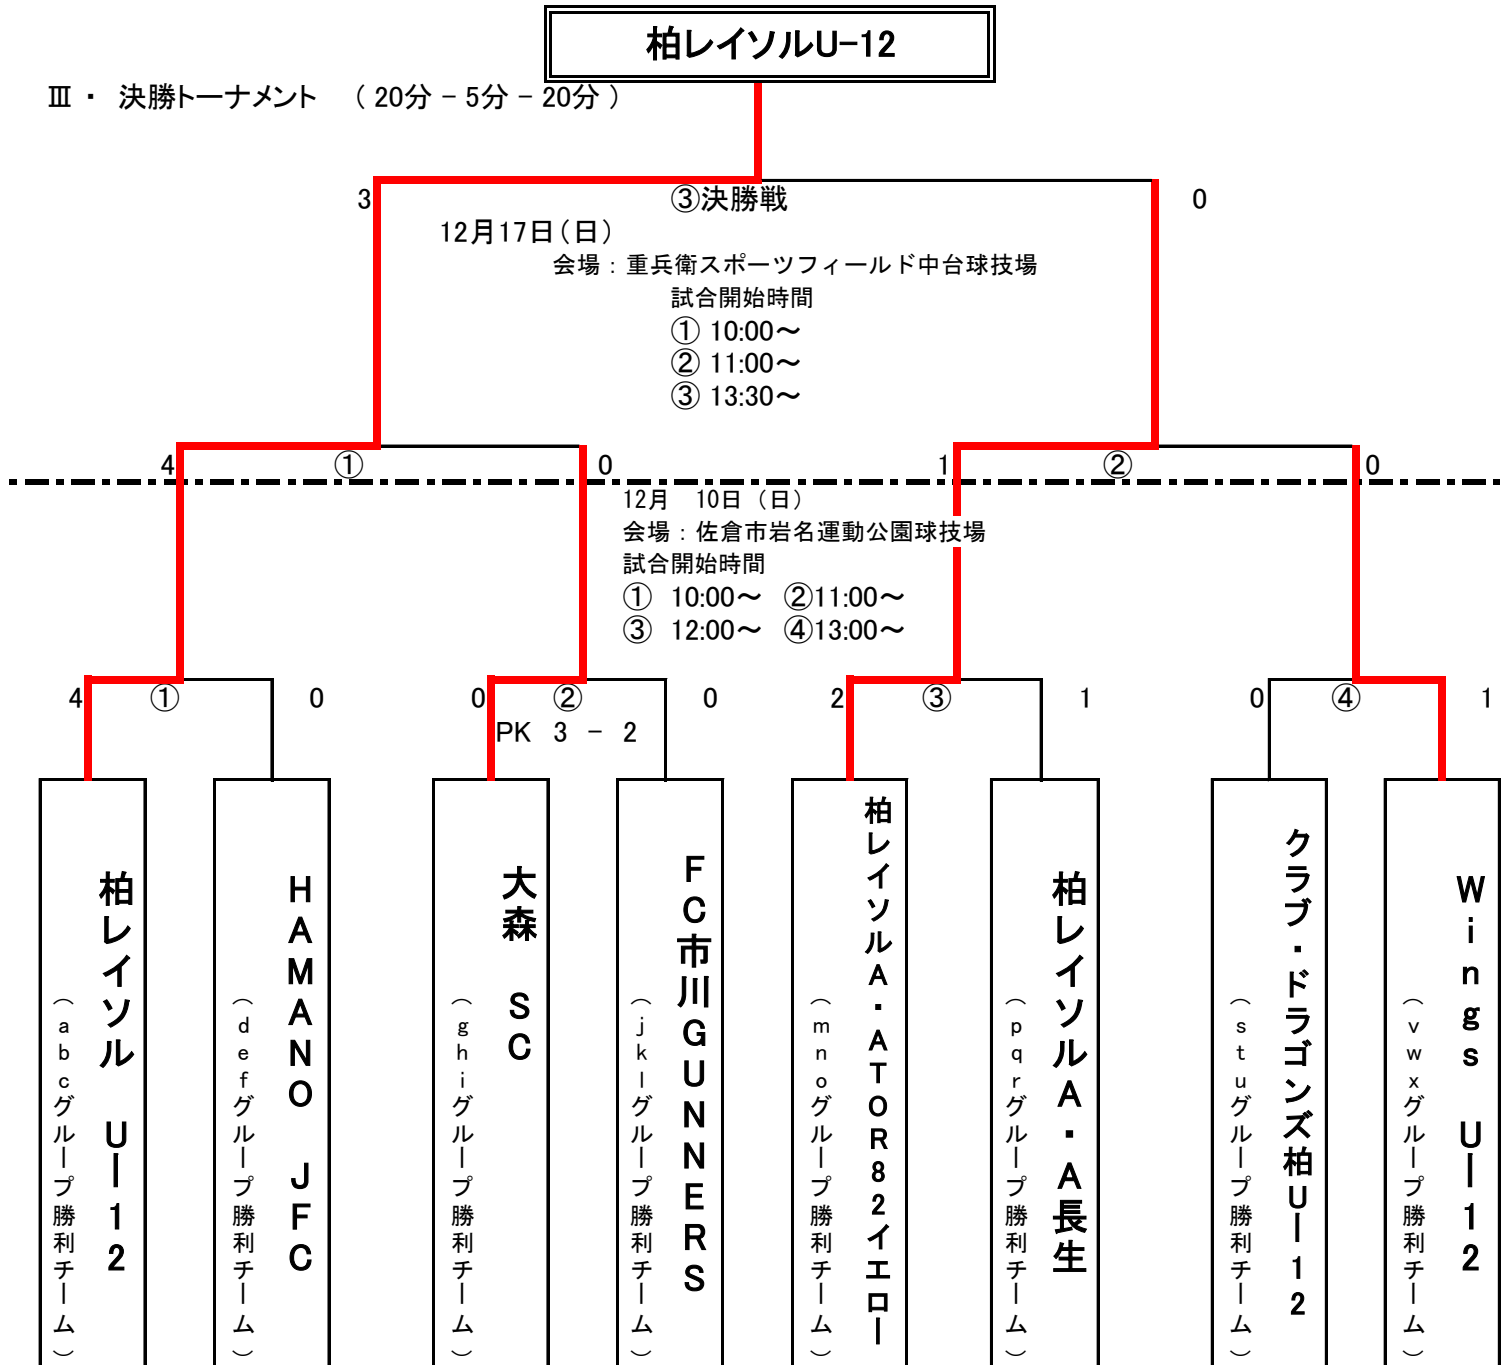 柏レイソルU-12
Ⅲ ・ 決勝トーナメント （ 20分 － 5分 － 20分 ）
3 ③決勝戦 0
12月17日（日）
会場：重兵衛スポーツフィールド中台球技場
試合開始時間
① 10:00～
② 11:00～
③ 13:30～
4 ① 0 1 ② 0
12月 10日（日）
会場：佐倉市岩名運動公園球技場
試合開始時間
① 10:00～ ②11:00～
③ 12:00～ ④13:00～
4 ① 0 0 ② 0 2 ③ 1 0 ④ 1
PK 3 － 2
柏レイソル U－12
（abcグループ勝利チーム）
HAMANO JFC
（defグループ勝利チーム）
大森 SC
（ghiグループ勝利チーム）
FC市川GUNNERS
（jklグループ勝利チーム）
柏レイソルA・ATOR82イエロー
（mnoグループ勝利チーム）
柏レイソルA・A長生
（pqrグループ勝利チーム）
クラブ・ドラゴンズ柏U－12
（stuグループ勝利チーム）
Wings U－12
（vwxグループ勝利チーム）